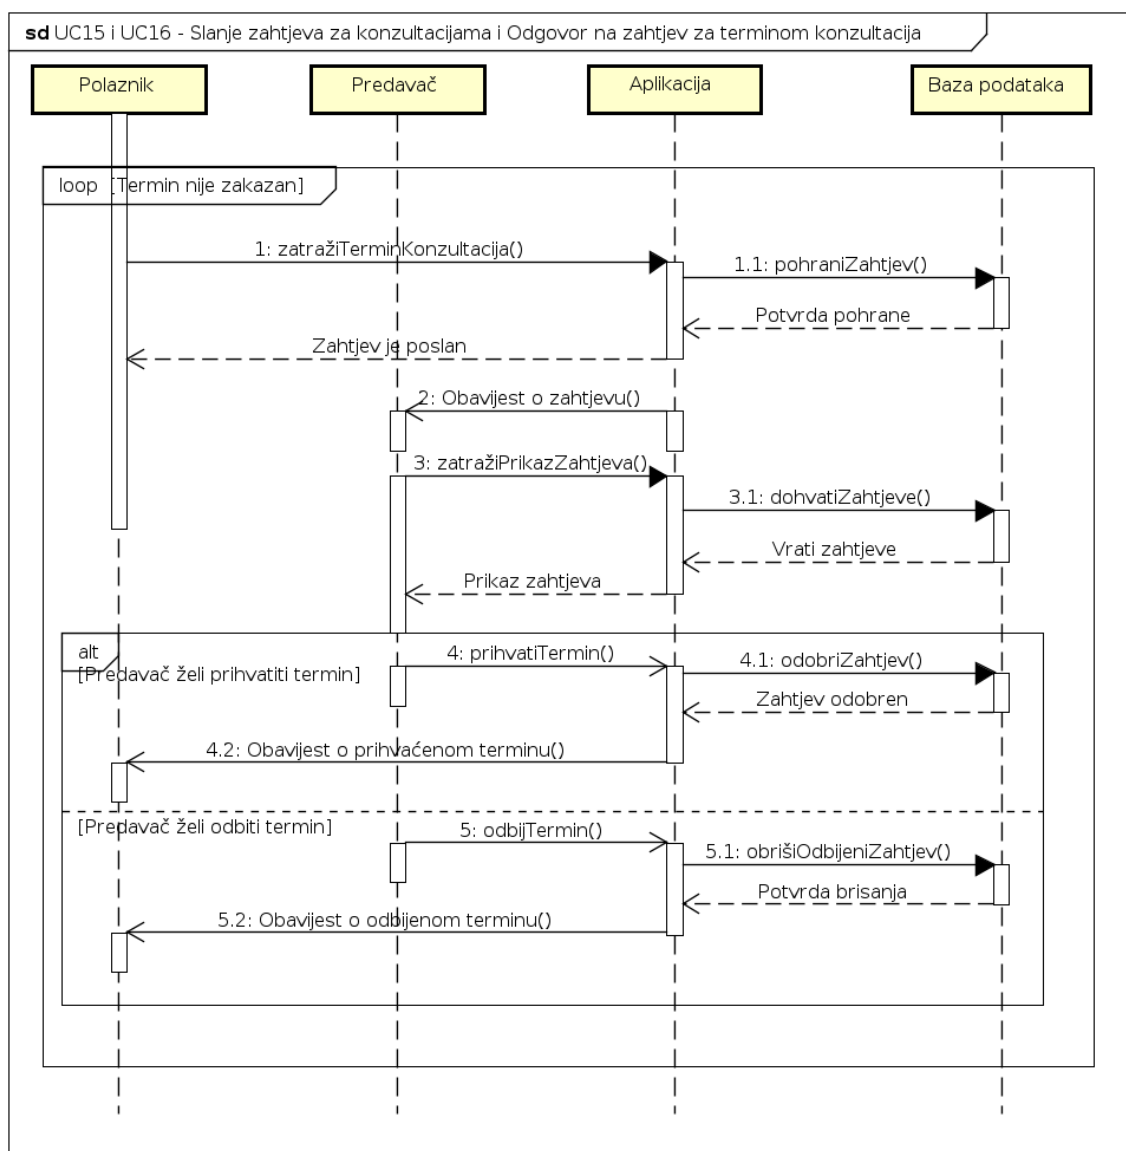 sd UC15 i UC16 - Slanje zahtjeva za konzultacijama i Odgovor na zahtjev za terminom konzultacija
Polaznik
Predavač
Aplikacija
Baza podataka
loop [Termin nije zakazan]
1: zatražiTerminKonzultacija()
1.1: pohraniZahtjev()
Potvrda pohrane
Zahtjev je poslan
2: Obavijest o zahtjevu()
3: zatražiPrikazZahtjeva()
3.1: dohvatiZahtjeve()
Vrati zahtjeve
Prikaz zahtjeva
alt
[Predavač želi prihvatiti termin]
4: prihvatiTermin()
4.1: odobriZahtjev()
Zahtjev odobren
4.2: Obavijest o prihvaćenom terminu()
[Predavač želi odbiti termin]
5: odbijTermin()
5.1: obrišiOdbijeniZahtjev()
Potvrda brisanja
5.2: Obavijest o odbijenom terminu()